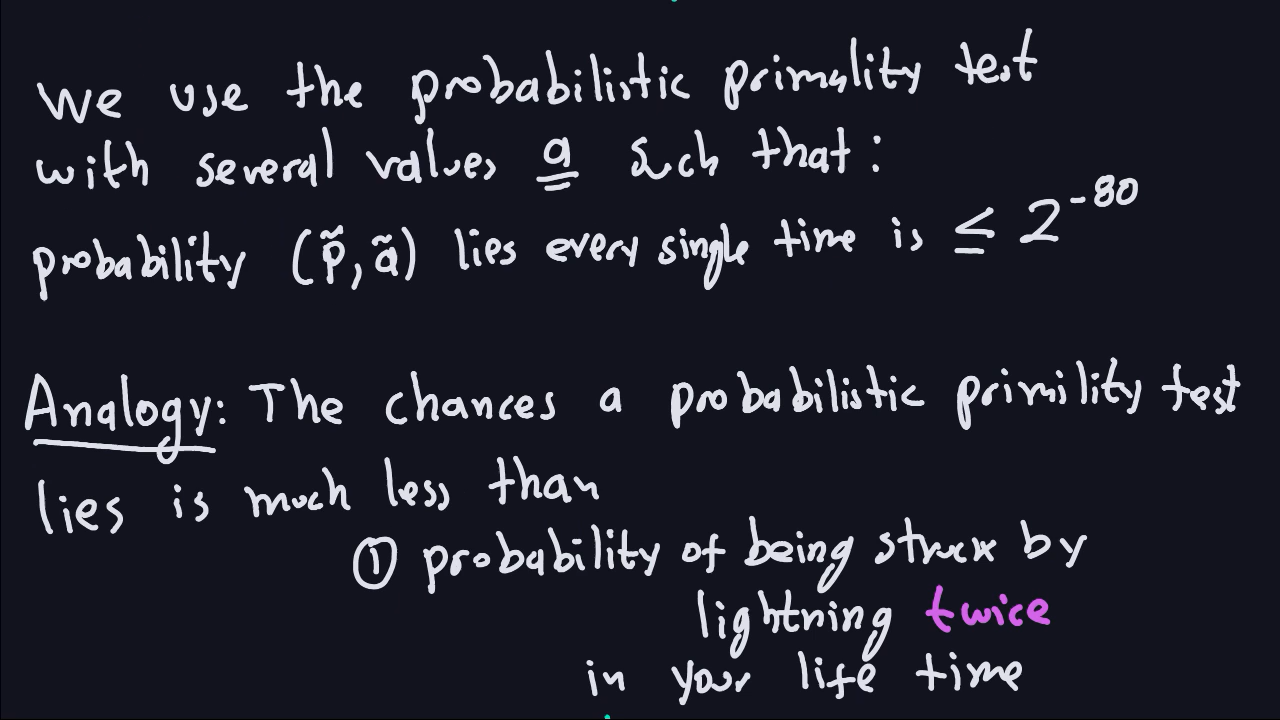 We use the probabilistic primality test
with several values a such that:
probability (p̃, ã) lies every single time is ≤ 2^-80
Analogy: The chances a probabilistic primility test
lies is much less than
① probability of being struck by
lightning twice
in your life time